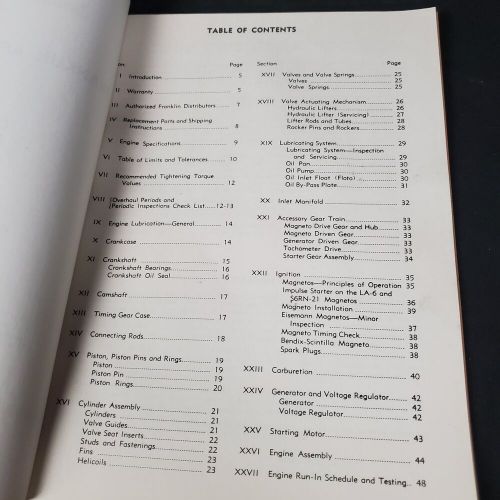 TABLE OF CONTENTS
Page
I Introduction 5
II Warranty 5
III Authorized Franklin Distributors 7
IV Replacement Parts and Shipping
Instructions 8
V Engine Specifications 9
VI Table of Limits and Tolerances 10
VII Recommended Tightening Torque
Values 12
VIII (Overhaul Periods and
(Periodic Inspections Check List 12-13
IX Engine Lubrication—General 14
X Crankcase 14
XI Crankshaft 15
Crankshaft Bearings 16
Crankshaft Oil Seal 16
XII Camshaft 17
XIII Timing Gear Case 17
XIV Connecting Rods 18
XV Piston, Piston Pins and Rings 19
Piston 19
Piston Pin 19
Piston Rings 20
XVI Cylinder Assembly 21
Cylinders 21
Valve Guides 21
Valve Seat Inserts 22
Studs and Fastenings 22
Fins 23
Helicoils 23
Section Page
XVII Valves and Valve Springs 25
Valves 25
Valve Springs 25
XVIII Valve Actuating Mechanism 26
Hydraulic Lifters 26
Hydraulic Lifter (Servicing) 27
Lifter Rods and Tubes 28
Rocker Pins and Rockers 28
XIX Lubricating System 29
Lubricating System—Inspection
and Servicing 29
Oil Pan 30
Oil Pump 30
Oil Inlet Float (Floto) 30
Oil By-Pass Plate 31
XX Inlet Manifold 32
XXI Accessory Gear Train 33
Magneto Drive Gear and Hub 33
Magneto Driven Gear 33
Generator Driven Gear 33
Tachometer Drive 33
Starter Gear Assembly 34
XXII Ignition 35
Magnetos—Principles of Operation 35
Impulse Starter on the LA-6 and
S6RN-21 Magnetos 36
Magneto Installation 39
Eisemann Magnetos—Minor
Inspection 37
Magneto Timing Check 38
Bendix-Scintilla Magneto 38
Spark Plugs 38
XXIII Carburetion 40
XXIV Generator and Voltage Regulator 42
Generator 42
Voltage Regulator 42
XXV Starting Motor 43
XXVI Engine Assembly 44
XXVII Engine Run-In Schedule and Testing 48